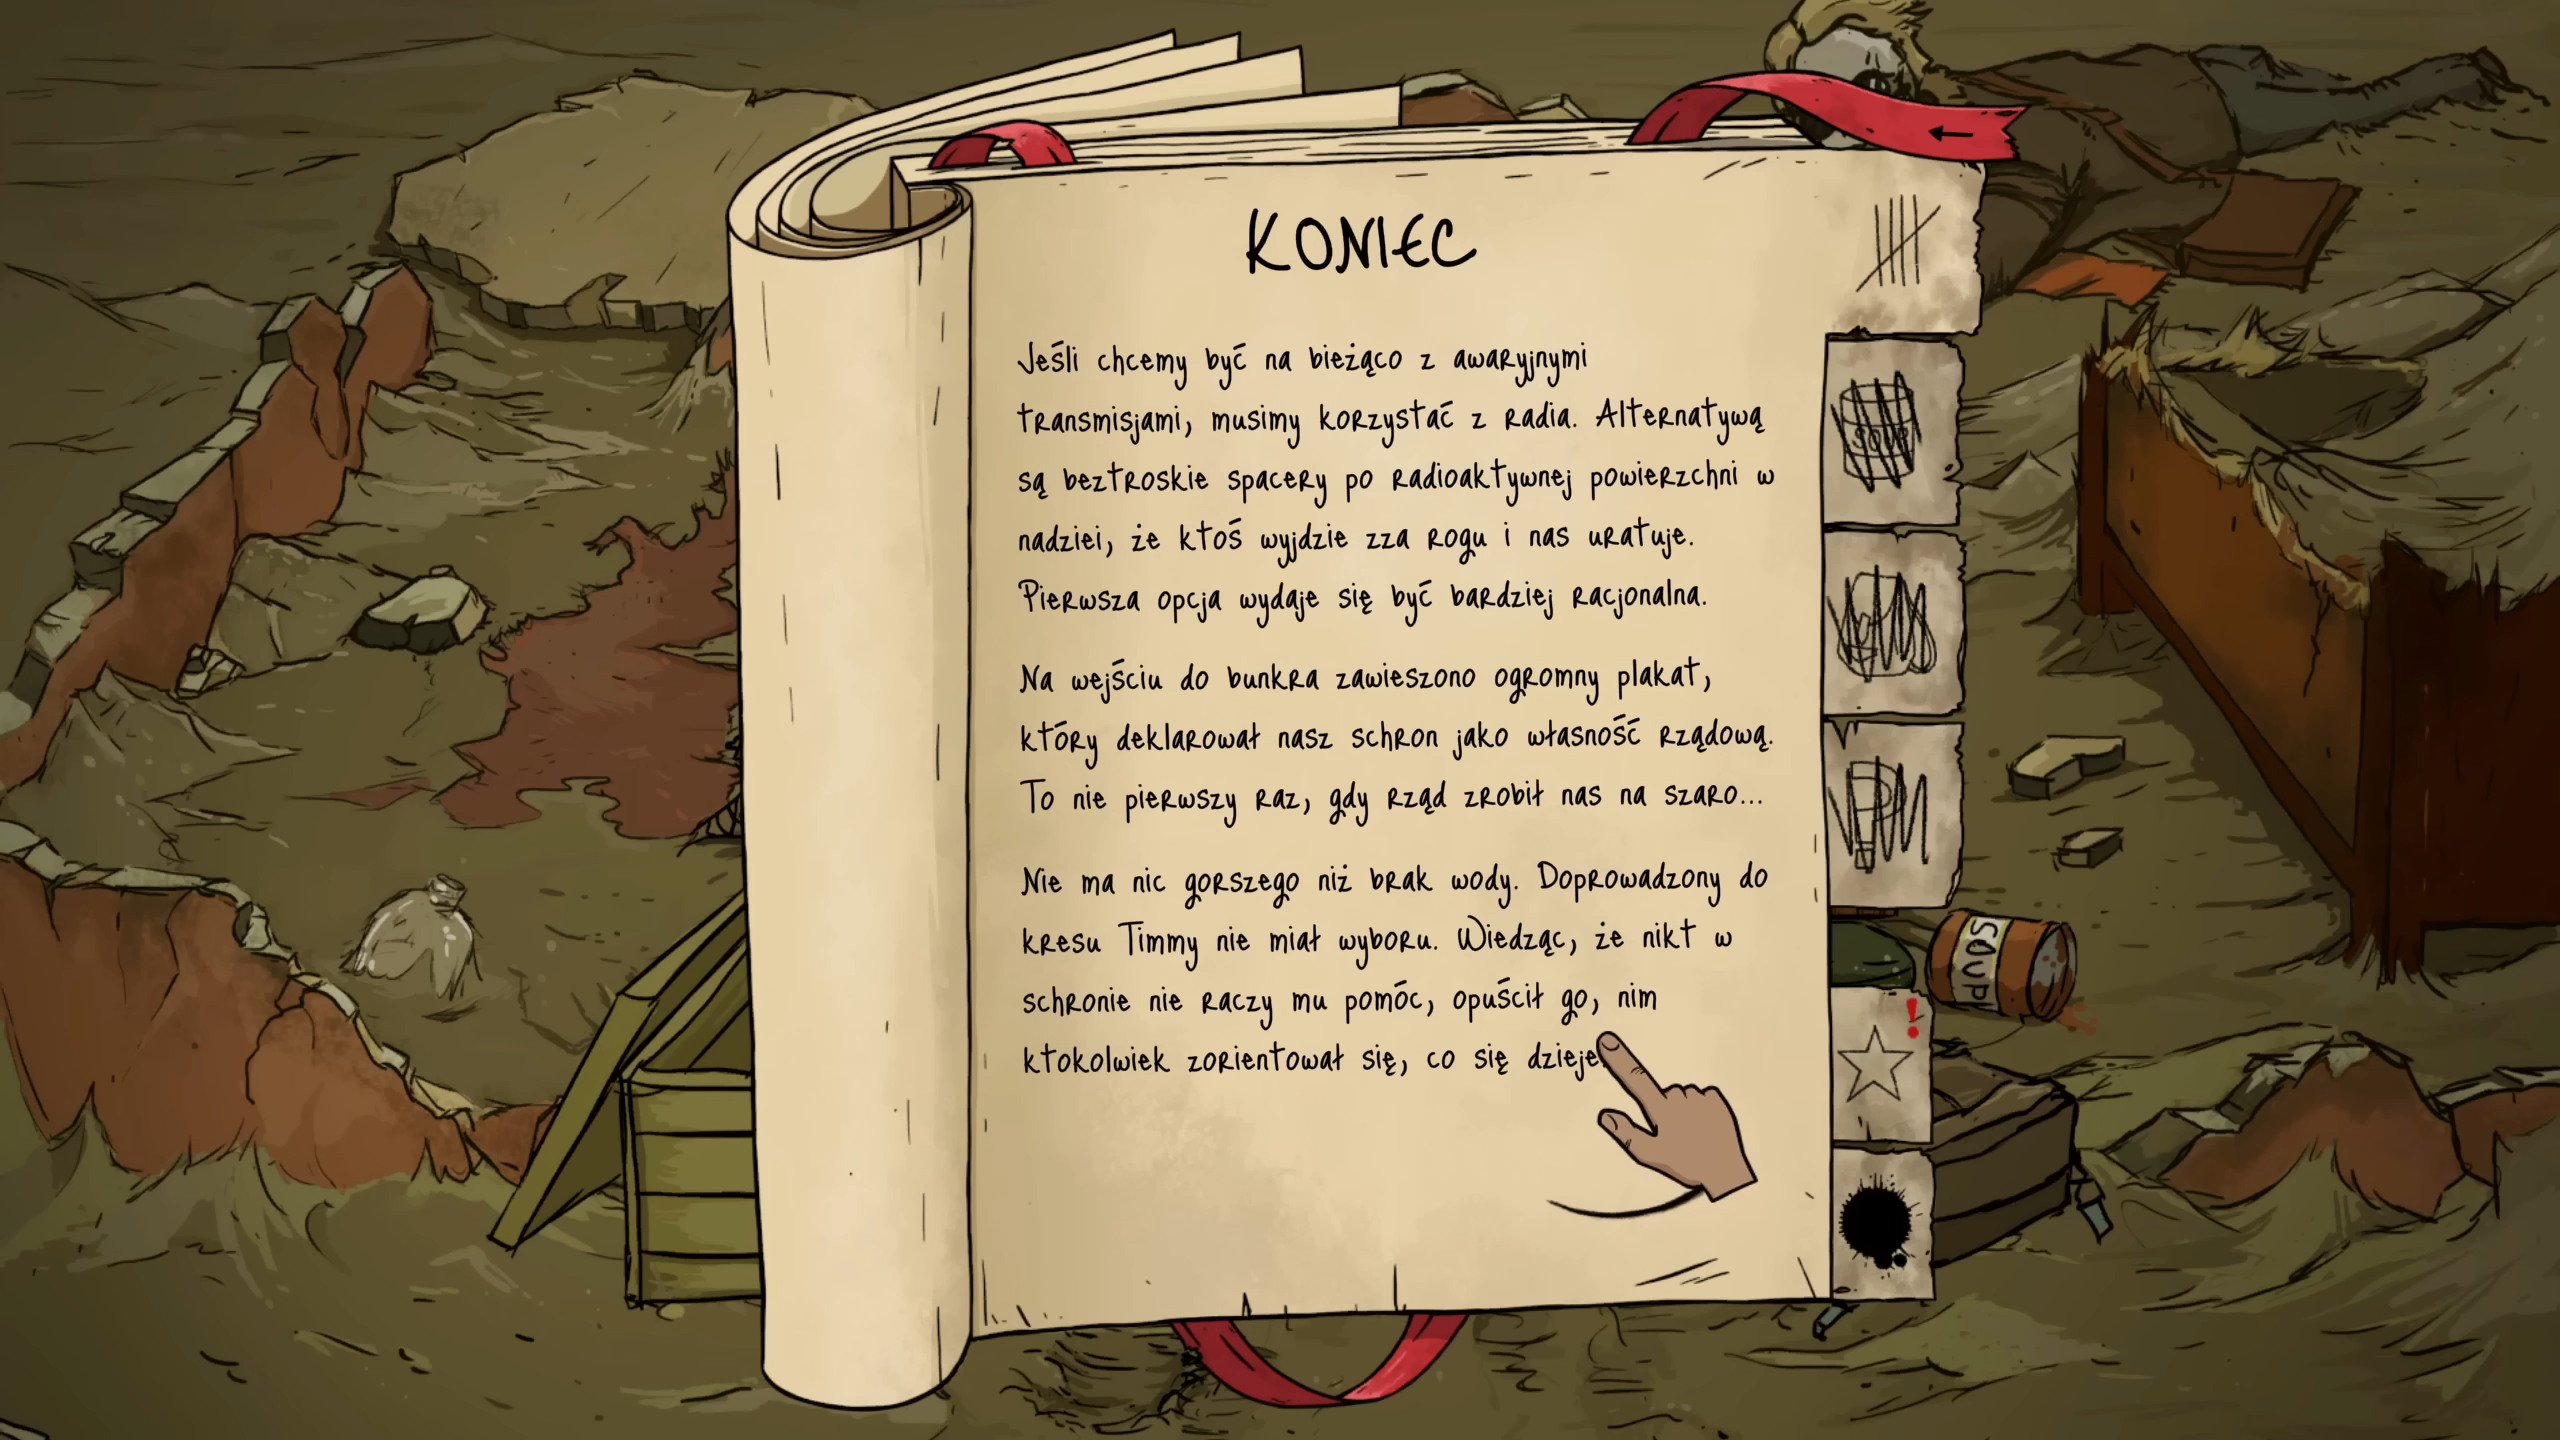 KONIEC
Jeśli chcemy być na bieżąco z awaryjnymi
transmisjami, musimy korzystać z radia. Alternatywą
są beztroskie spacery po radioaktywnej powierzchni w
nadziei, że ktoś wyjdzie zza rogu i nas uratuje.
Pierwsza opcja wydaje się być bardziej racjonalna.
Na wejściu do bunkra zawieszono ogromny plakat,
który deklarował nasz schron jako własność rządową.
To nie pierwszy raz, gdy rząd zrobił nas na szaro...
Nie ma nic gorszego niż brak wody. Doprowadzony do
kresu Timmy nie miał wyboru. Wiedząc, że nikt w
schronie nie raczy mu pomóc, opuścił go, nim
ktokolwiek zorientował się, co się dzieje.
SOUP
SOUP
!